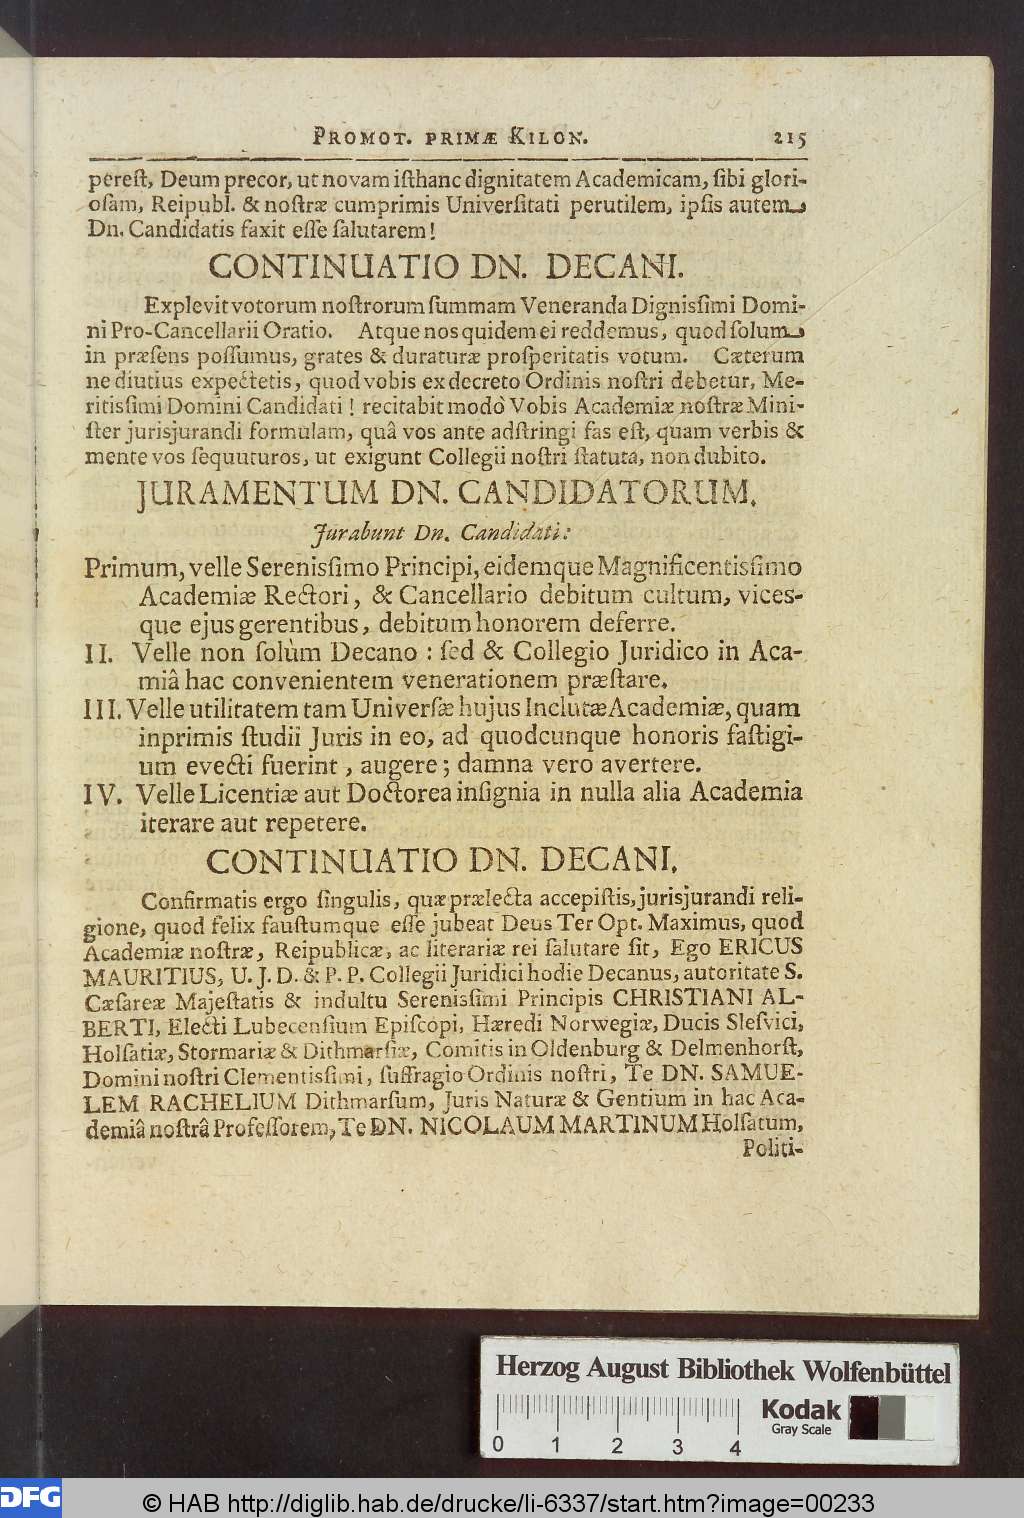 PROMOT. PRIMÆ KILON. 215
pereſt, Deum precor, ut novam iſthanc dignitatem Academicam, ſibi glori-
oſam, Reipubl. & noſtræ cumprimis Univerſitati perutilem, ipſis autem
Dn. Candidatis faxit eſſe ſalutarem!
CONTINUATIO DN. DECANI.
Explevit votorum noſtrorum ſummam Veneranda Digniſſimi Domi-
ni Pro-Cancellarii Oratio. Atque nos quidem ei reddemus, quod ſolum
in præſens poſſumus, grates & duraturæ proſperitatis votum. Cæterum
ne diutius expectetis, quod vobis ex decreto Ordinis noſtri debetur, Me-
ritiſſimi Domini Candidati! recitabit modò Vobis Academiæ noſtræ Mini-
ſter jurisjurandi formulam, quâ vos ante adſtringi fas eſt, quam verbis &
mente vos ſequuturos, ut exigunt Collegii noſtri ſtatuta, non dubito.
JURAMENTUM DN. CANDIDATORUM.
Jurabunt Dn. Candidati:
Primum, velle Sereniſſimo Principi, eidemque Magnificentiſſimo
Academiæ Rectori, & Cancellario debitum cultum, vices-
que ejus gerentibus, debitum honorem deferre.
II. Velle non ſolùm Decano : ſed & Collegio Juridico in Aca-
miâ hac convenientem venerationem præſtare.
III. Velle utilitatem tam Univerſæ hujus Inclutæ Academiæ, quam
inprimis ſtudii Juris in eo, ad quodcunque honoris faſtigi-
um evecti fuerint, augere; damna vero avertere.
IV. Velle Licentiæ aut Doctorea inſignia in nulla alia Academia
iterare aut repetere.
CONTINUATIO DN. DECANI.
Confirmatis ergo ſingulis, quæ prælecta accepiſtis, jurisjurandi reli-
gione, quod felix fauſtumque eſſe jubeat Deus Ter Opt. Maximus, quod
Academiæ noſtræ, Reipublicæ, ac literariæ rei ſalutare ſit, Ego ERICUS
MAURITIUS, U. J. D. & P. P. Collegii Juridici hodie Decanus, autoritate S.
Cæſareæ Majeſtatis & indultu Sereniſſimi Principis CHRISTIANI AL-
BERTI, Electi Lubecenſium Epiſcopi, Hæredi Norwegiæ, Ducis Sleſvici,
Holſatiæ, Stormariæ & Dithmarſiæ, Comitis in Oldenburg & Delmenhorſt,
Domini noſtri Clementiſſimi, ſuffragio Ordinis noſtri, Te DN. SAMUE-
LEM RACHELIUM Dithmarſum, Juris Naturæ & Gentium in hac Aca-
demiâ noſtrâ Profeſſorem, Te DN. NICOLAUM MARTINUM Holſatum,
Politi-
Herzog August Bibliothek Wolfenbüttel
Kodak
Gray Scale
0 1 2 3 4
DFG
© HAB http://diglib.hab.de/drucke/li-6337/start.htm?image=00233